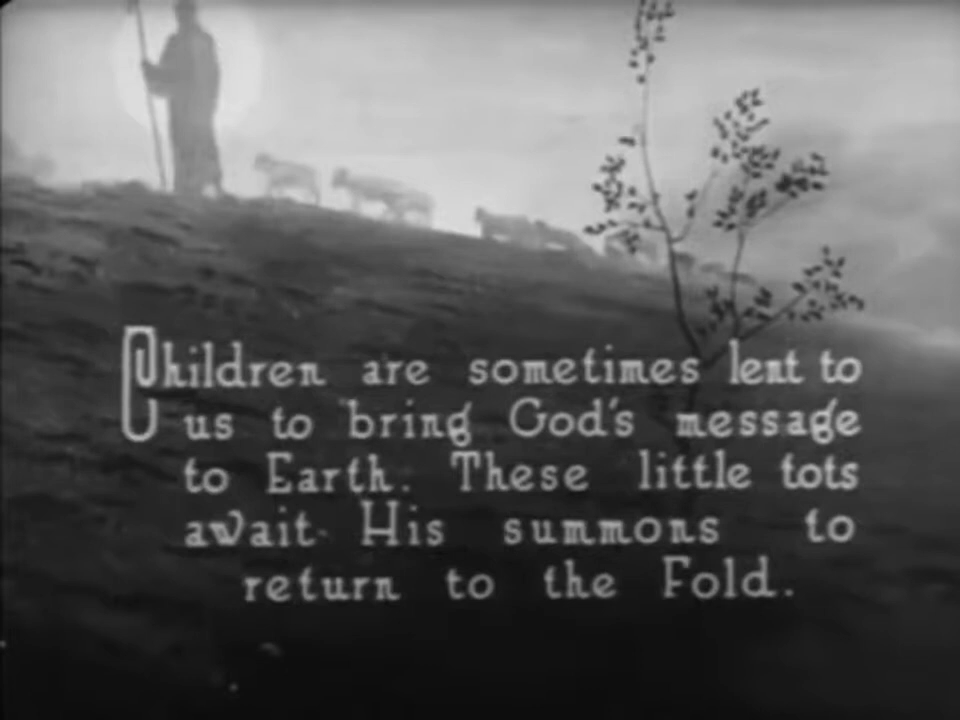 Children are sometimes lent to
us to bring God's message
to Earth. These little tots
await His summons to
return to the Fold.